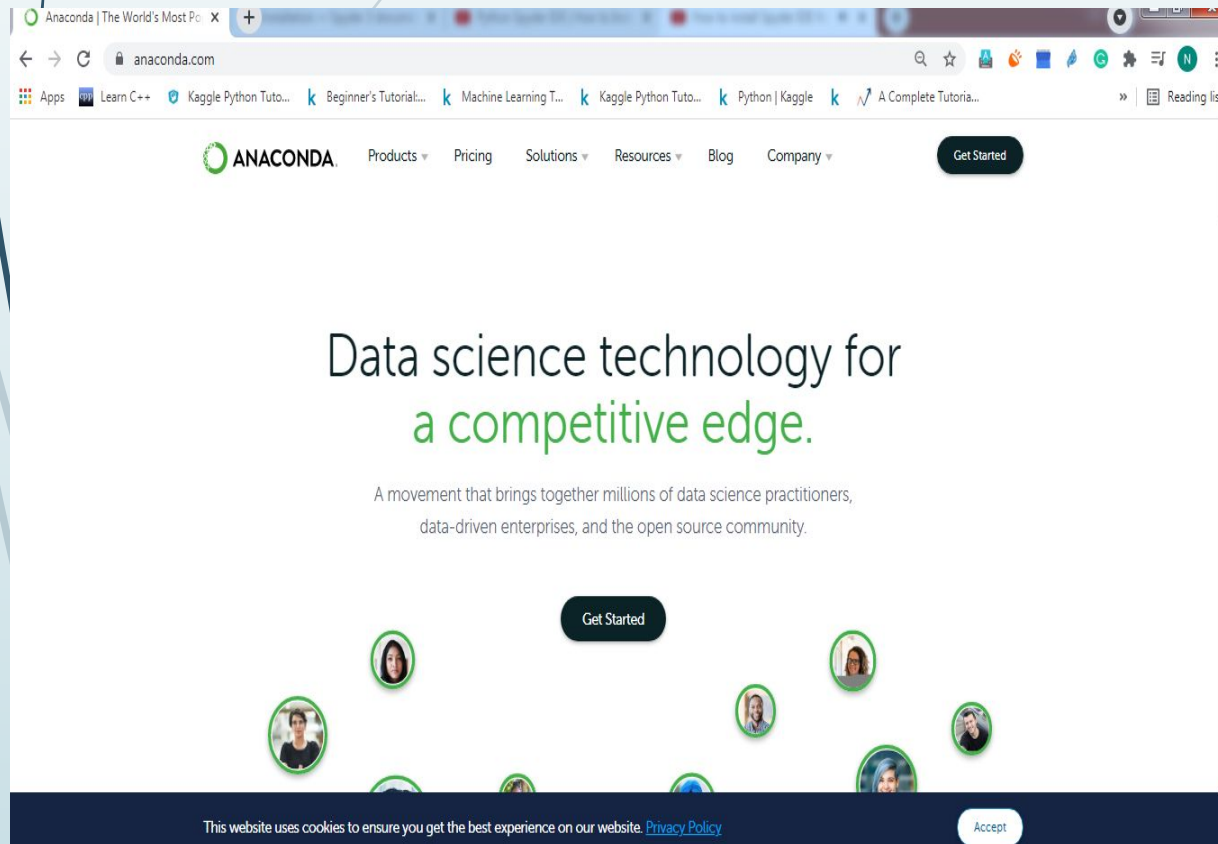 Anaconda | The World's Most Po
anaconda.com
G
N
Apps
cpp
Learn C++
Kaggle Python Tuto...
k
Beginner's Tutorial:...
k
Machine Learning T...
k
Kaggle Python Tuto...
k
Python | Kaggle
k
A Complete Tutoria...
»
Reading lis
ANACONDA.
Products
Pricing
Solutions
Resources
Blog
Company
Get Started
Data science technology for
a competitive edge.
A movement that brings together millions of data science practitioners,
data-driven enterprises, and the open source community.
Get Started
This website uses cookies to ensure you get the best experience on our website. Privacy Policy
Accept